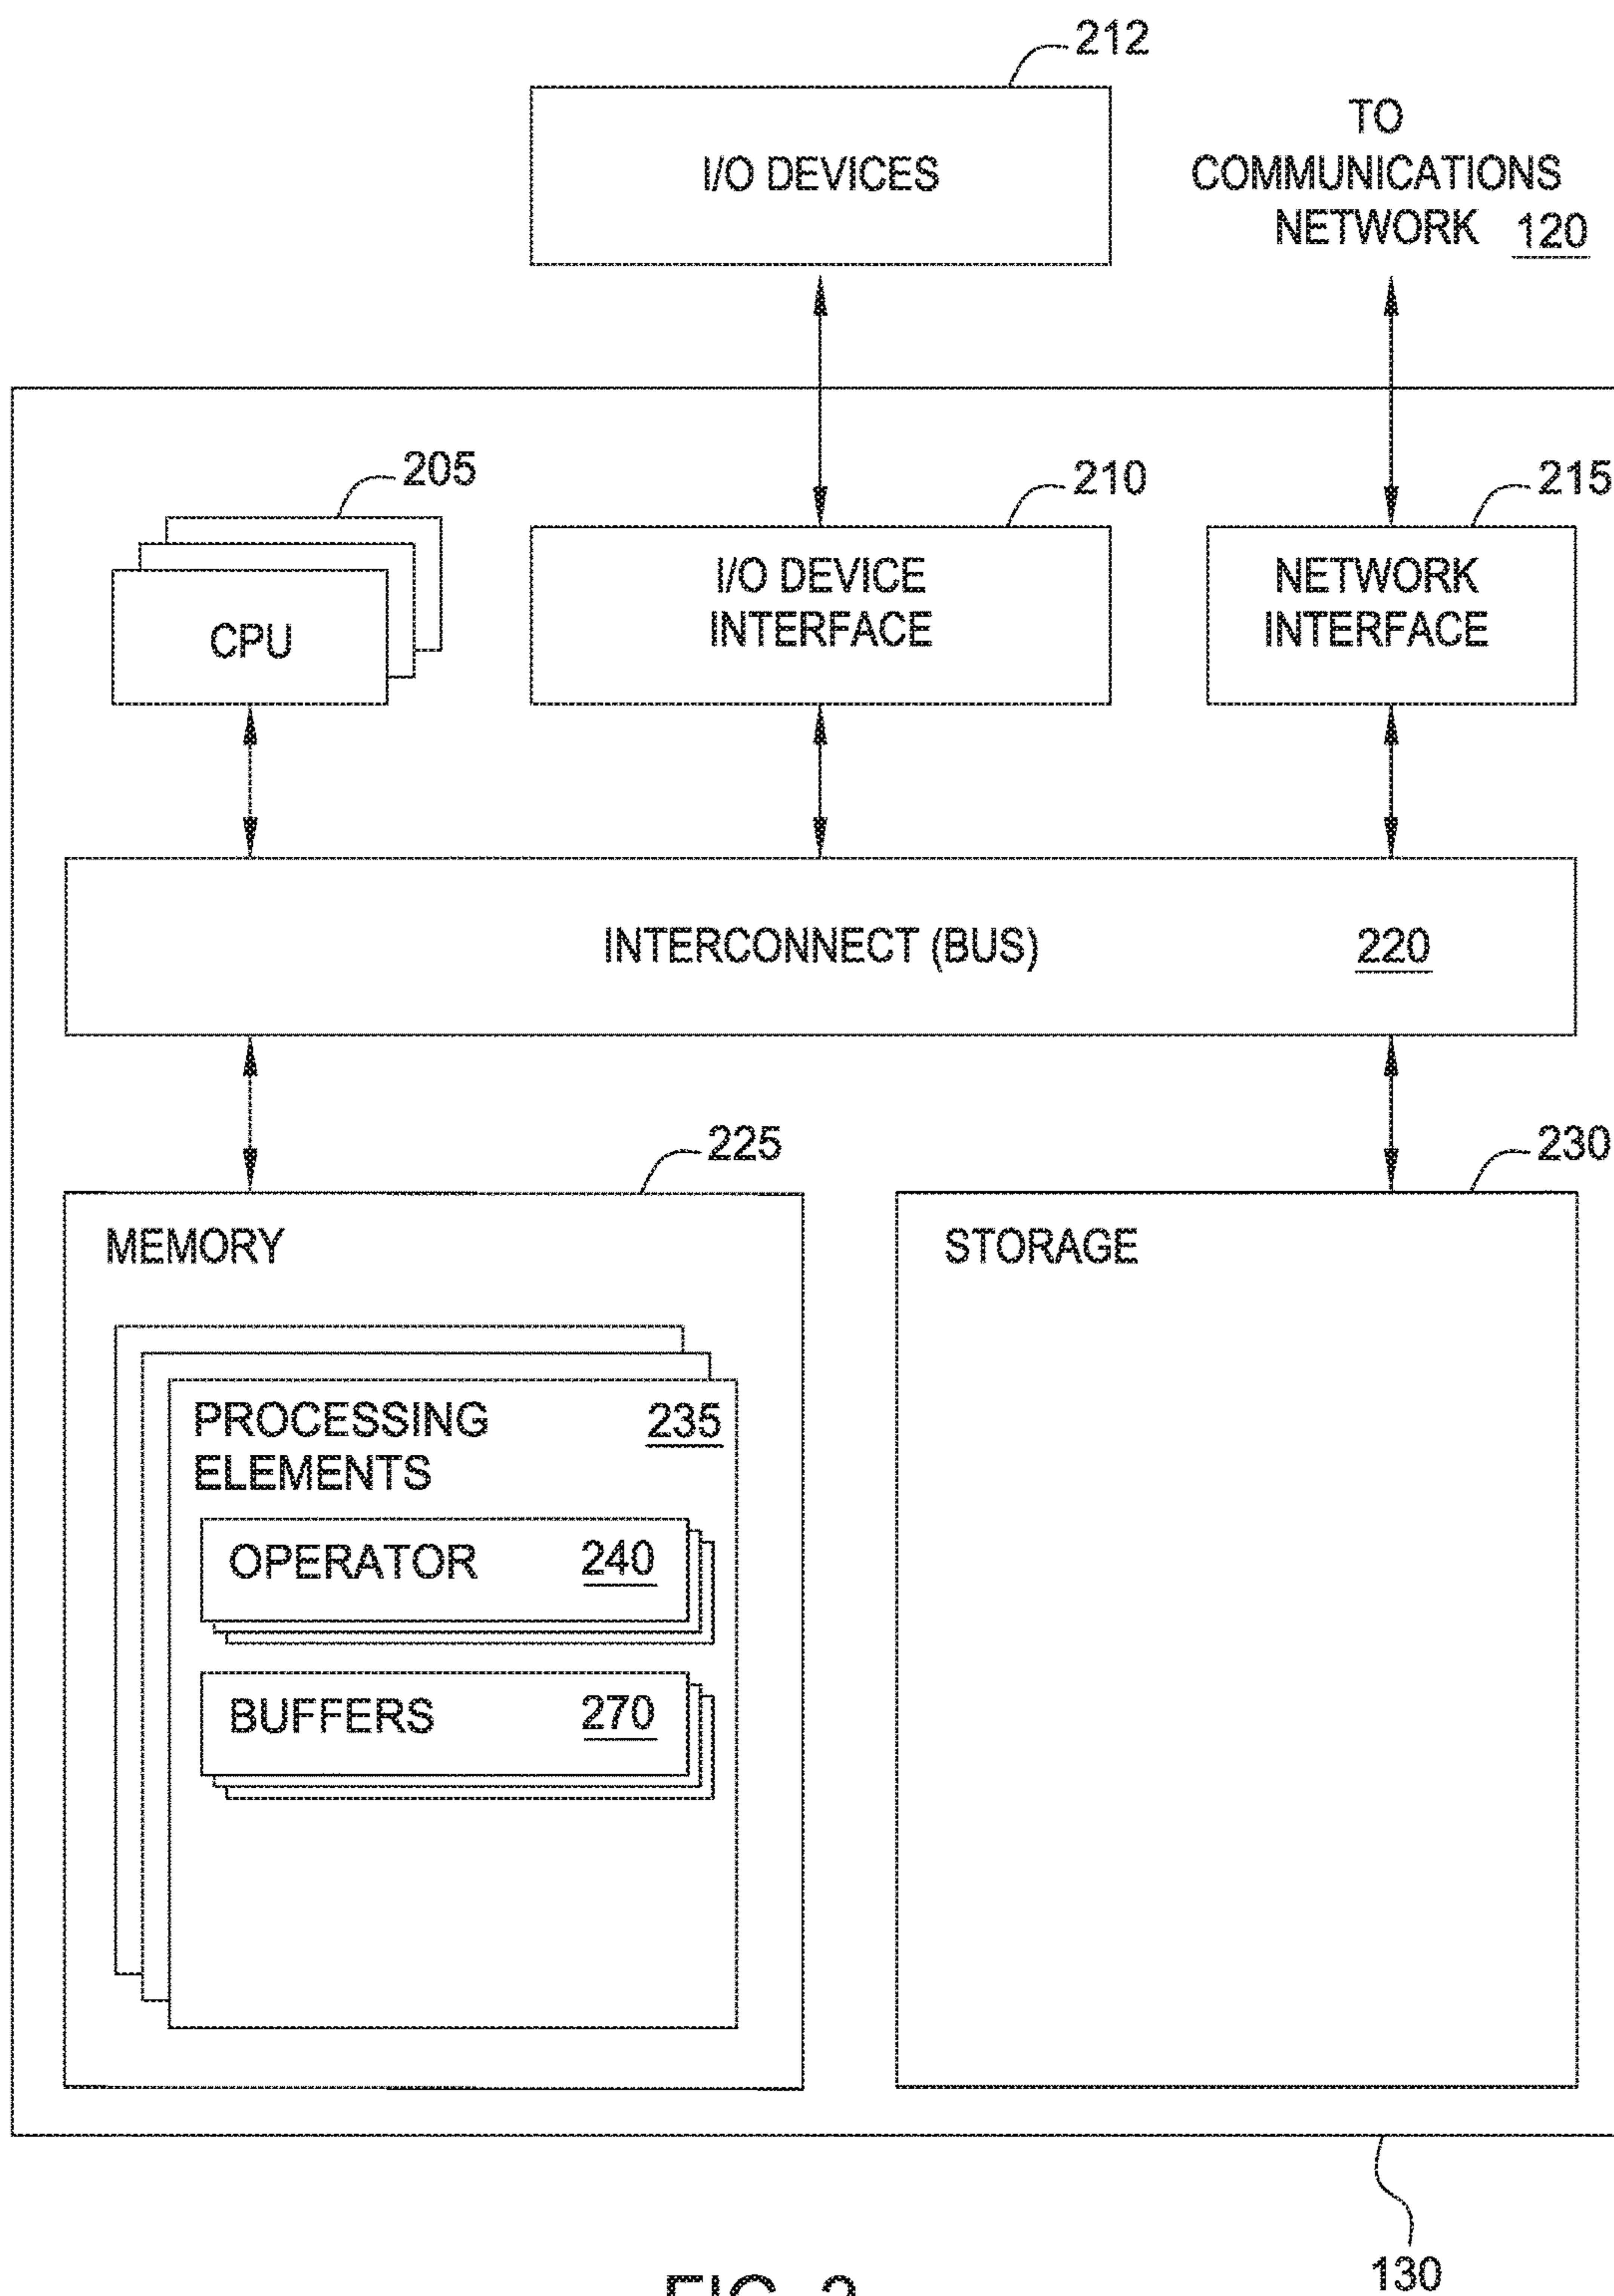 212
I/O DEVICES
TO
COMMUNICATIONS
NETWORK 120
205
210
215
CPU
I/O DEVICE
INTERFACE
NETWORK
INTERFACE
INTERCONNECT (BUS) 220
225
230
MEMORY
STORAGE
PROCESSING 235
ELEMENTS
OPERATOR 240
BUFFERS 270
130
FIG.